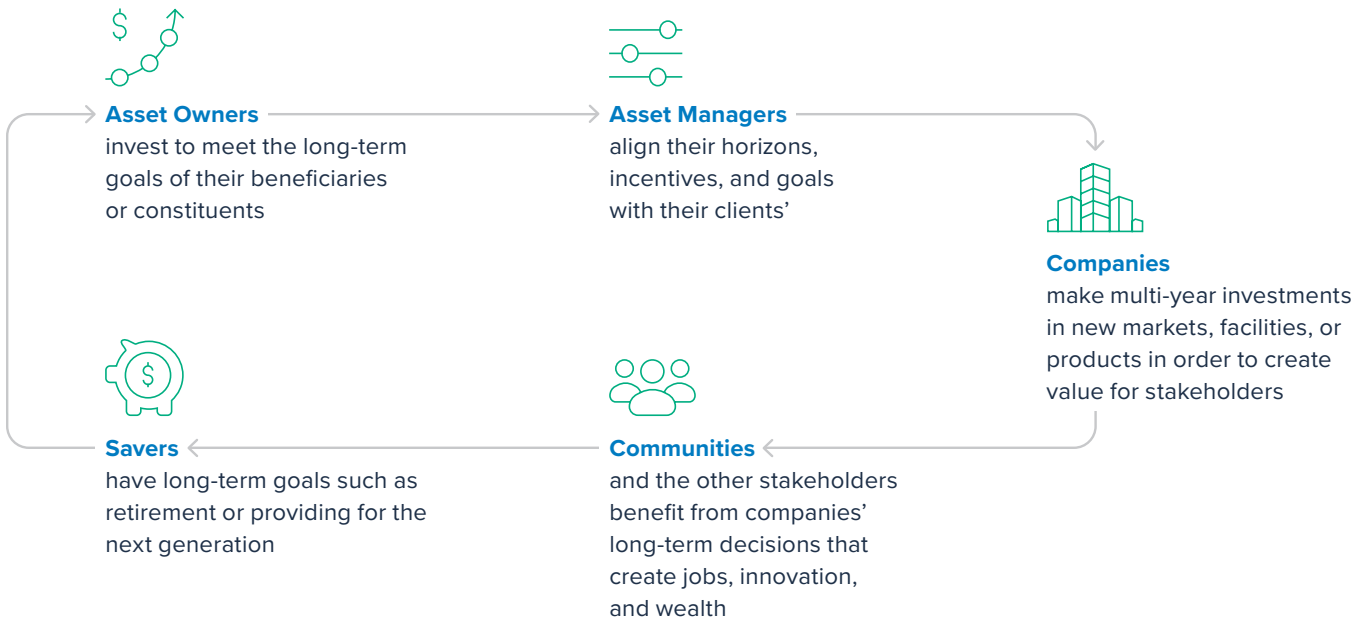 $
Asset Owners
invest to meet the long-term
goals of their beneficiaries
or constituents
Asset Managers
align their horizons,
incentives, and goals
with their clients’
Companies
make multi-year investments
in new markets, facilities, or
products in order to create
value for stakeholders
$
Savers
have long-term goals such as
retirement or providing for the
next generation
Communities
and the other stakeholders
benefit from companies’
long-term decisions that
create jobs, innovation,
and wealth